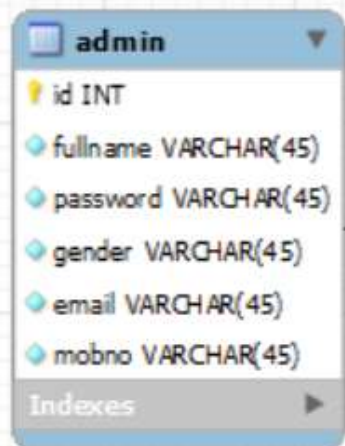 admin
id INT
fullname VARCHAR(45)
password VARCHAR(45)
gender VARCHAR(45)
email VARCHAR(45)
mobno VARCHAR(45)
Indexes